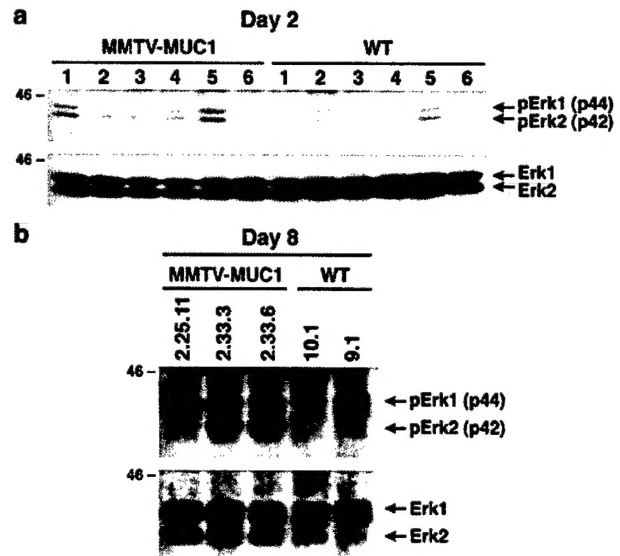 a
Day 2
MMTV-MUC1 WT
1 2 3 4 5 6 1 2 3 4 5 6
46
pErk1 (p44)
pErk2 (p42)
46
Erk1
Erk2
b
Day 8
MMTV-MUC1 WT
2.25.11 2.33.3 2.33.6 10.1 9.1
46
pErk1 (p44)
pErk2 (p42)
46
Erk1
Erk2